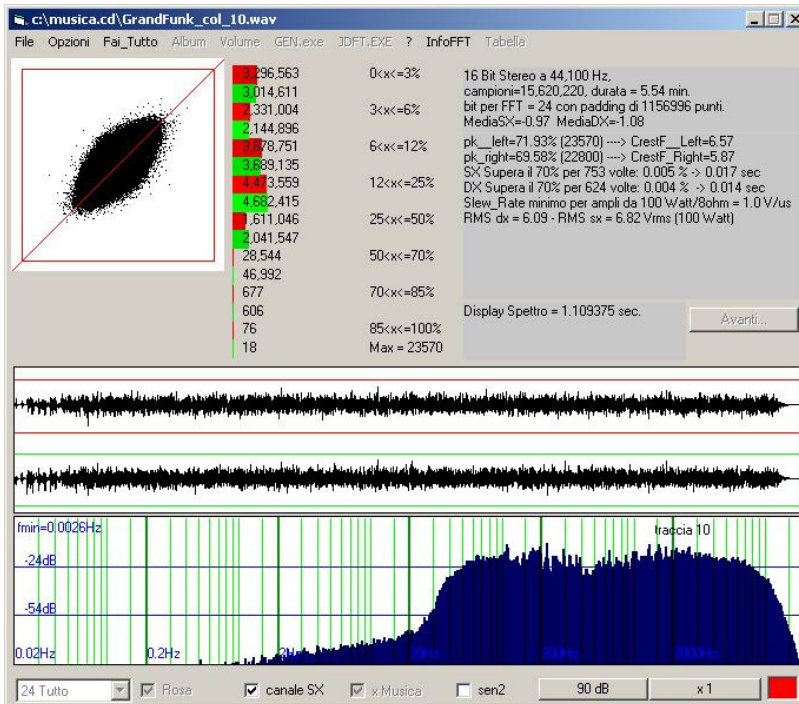 c:\musica.cd\GrandFunk_col_10.wav
File Opzioni Fai_Tutto Album Volume GEN.exe JDFT.EXE ? InfoFFT Tabella
3,296,563 0<x<=3%
3,014,611
2,331,004 3<x<=6%
2,144,896
3,878,751 6<x<=12%
3,689,135
4,473,559 12<x<=25%
4,682,415
1,611,046 25<x<=50%
2,041,547
28,544 50<x<=70%
46,992
677 70<x<=85%
606
76 85<x<=100%
18 Max = 23570
16 Bit Stereo a 44,100 Hz,
campioni=15,620,220, durata = 5.54 min.
bit per FFT = 24 con padding di 1156996 punti.
MediaSX=-0.97 MediaDX=-1.08
pk__left=71.93% (23570) ----> CrestF__Left=6.57
pk_right=69.58% (22800) ----> CrestF_Right=5.87
SX Supera il 70% per 753 volte: 0.005 % -> 0.017 sec
DX Supera il 70% per 624 volte: 0.004 % -> 0.014 sec
Slew_Rate minimo per ampli da 100 Watt/8ohm = 1.0 V/us
RMS dx = 6.09 - RMS sx = 6.82 Vrms (100 Watt)
Display Spettro = 1.109375 sec.
Avanti...
fmin=0.0026Hz
traccia 10
-24dB
-54dB
0.02Hz 0.2Hz 2Hz 20Hz 200Hz 2000Hz
24 Tutto Rosa canale SX x Musica sen2 90 dB x 1